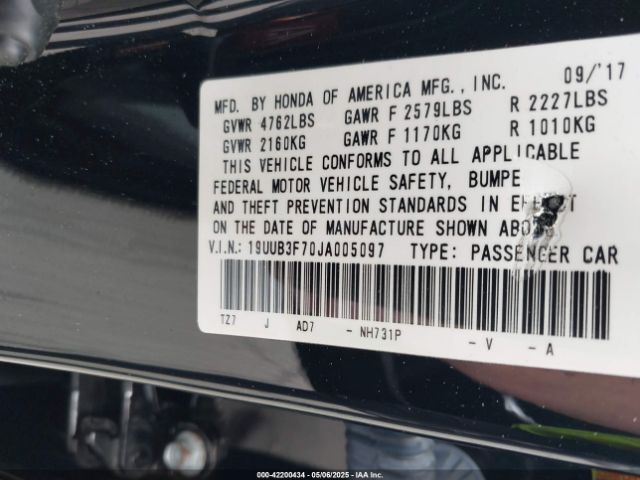 09/'17
MFD. BY HONDA OF AMERICA MFG., INC.
GVWR 4762LBS GAWR F 2579LBS R 2227LBS
GVWR 2160KG GAWR F 1170KG R 1010KG
THIS VEHICLE CONFORMS TO ALL APPLICABLE
FEDERAL MOTOR VEHICLE SAFETY, BUMPE
AND THEFT PREVENTION STANDARDS IN EFFECT
ON THE DATE OF MANUFACTURE SHOWN
V.I.N.: 19UUB3F70JA005097 TYPE: PASSENGER CAR
TZ7 J AD7 - NH731P - V - A
000-42200434 - 05/06/2025 - IAA Inc.